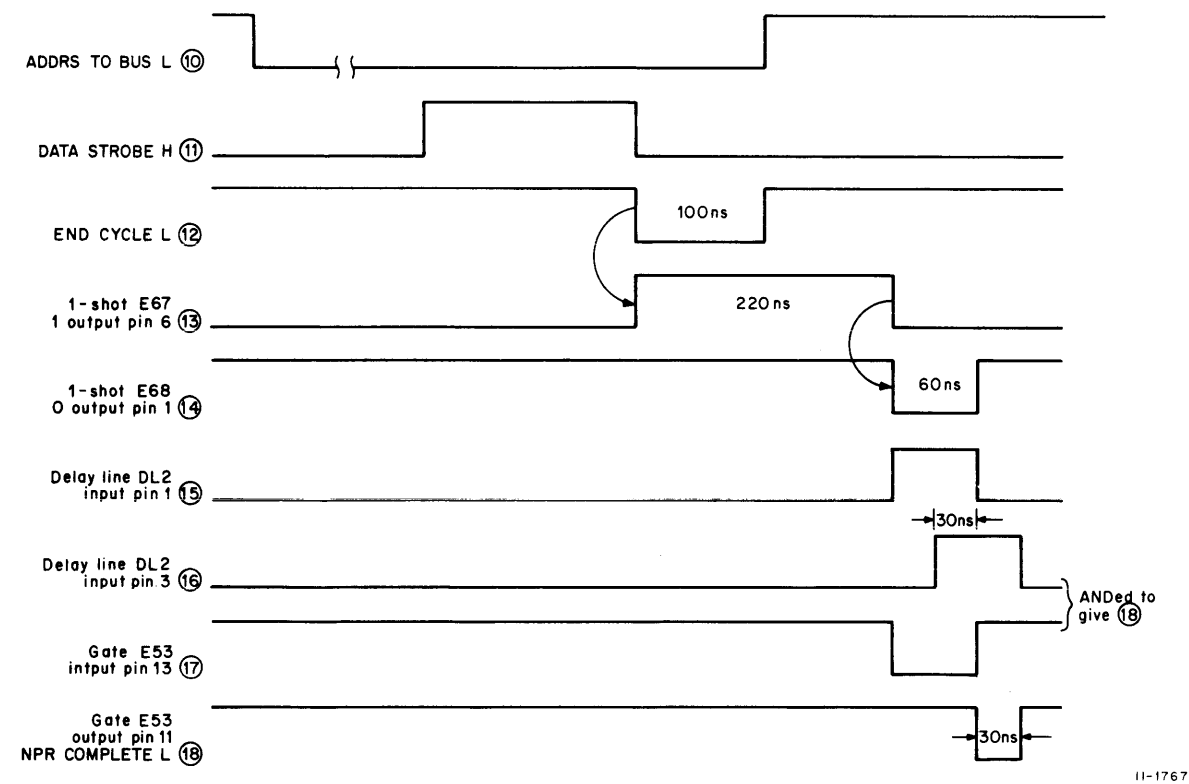 ADDRS TO BUS L ⑩
DATA STROBE H ⑪
END CYCLE L ⑫
100ns
1-shot E67
1 output pin 6 ⑬
220ns
1-shot E68
0 output pin 1 ⑭
60ns
Delay line DL2
input pin 1 ⑮
30ns
Delay line DL2
input pin 3 ⑯
ANDed to
give ⑱
Gate E53
intput pin 13 ⑰
Gate E53
output pin 11
NPR COMPLETE L ⑱
30ns
11-1767